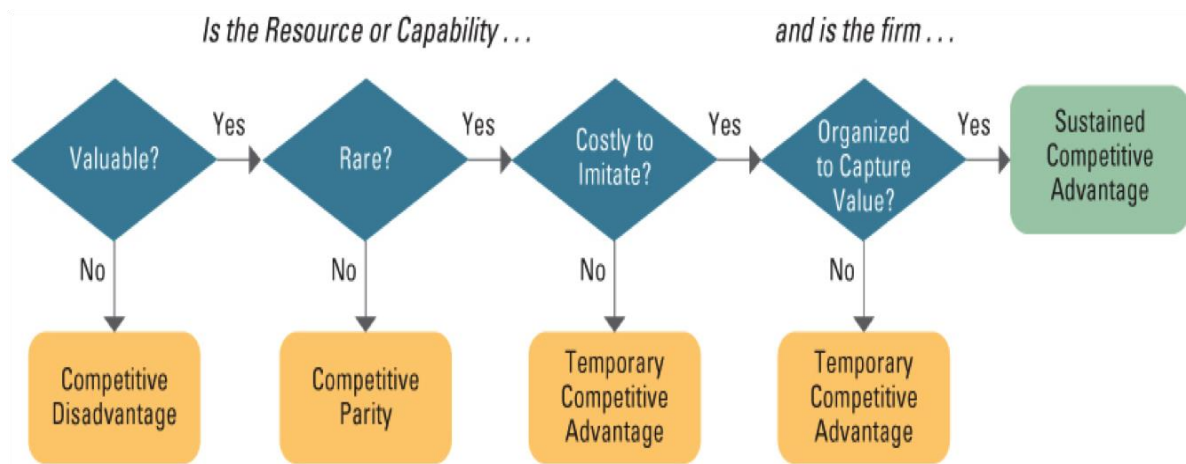 Is the Resource or Capability . . .
and is the firm . . .
Valuable?
Yes
Rare?
Yes
Costly to
Imitate?
Yes
Organized
to Capture
Value?
Yes
Sustained
Competitive
Advantage
No
No
No
No
Competitive
Disadvantage
Competitive
Parity
Temporary
Competitive
Advantage
Temporary
Competitive
Advantage